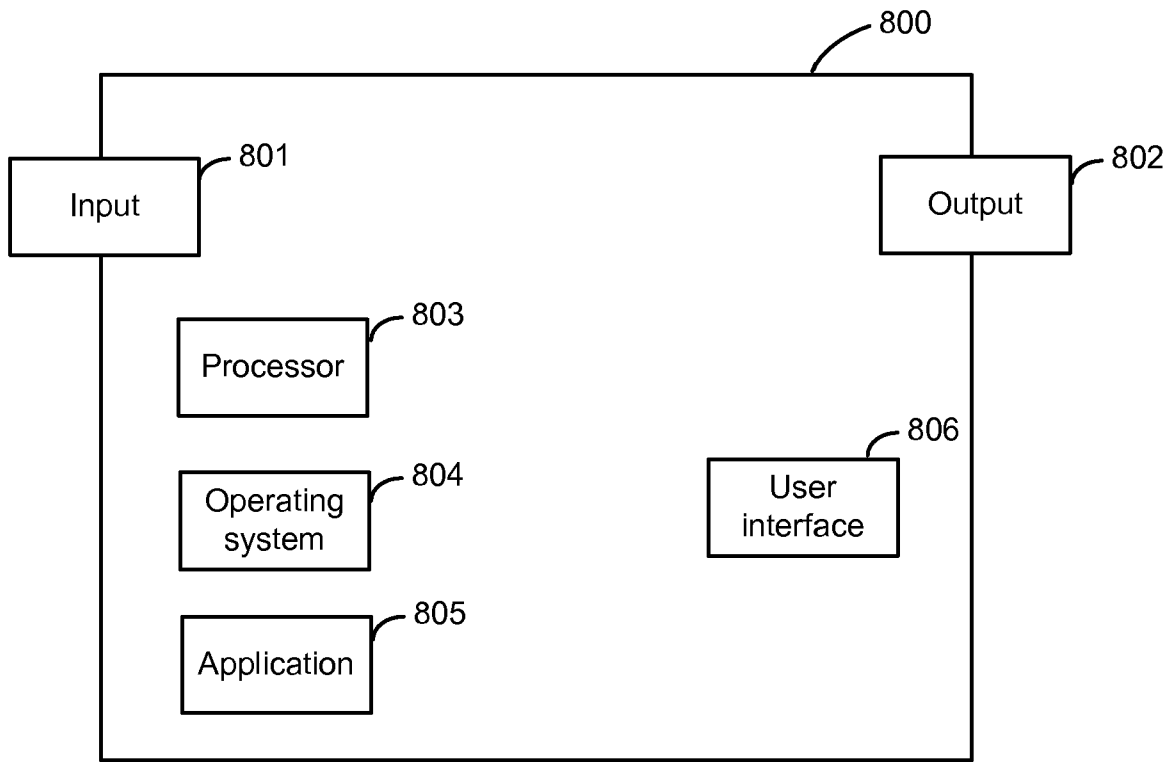 800
801
Input
802
Output
803
Processor
804
Operating
system
806
User
interface
805
Application